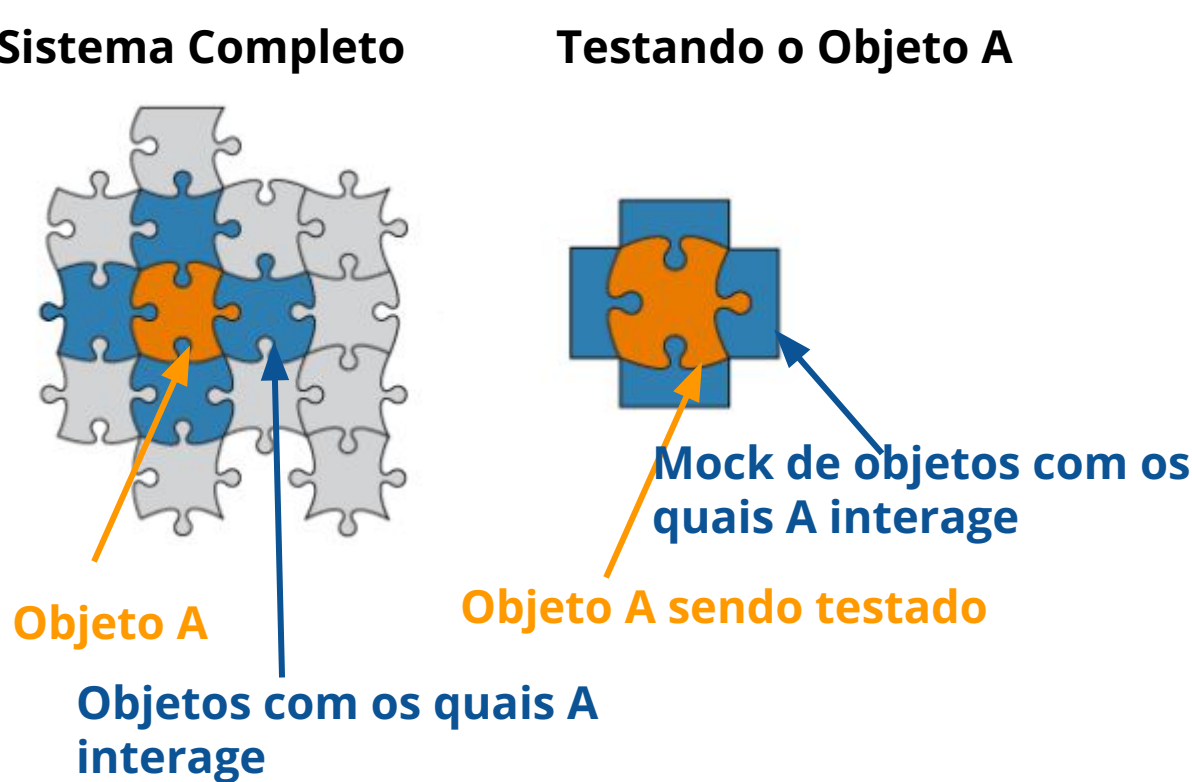 Sistema Completo
Testando o Objeto A
Mock de objetos com os
quais A interage
Objeto A sendo testado
Objeto A
Objetos com os quais A
interage